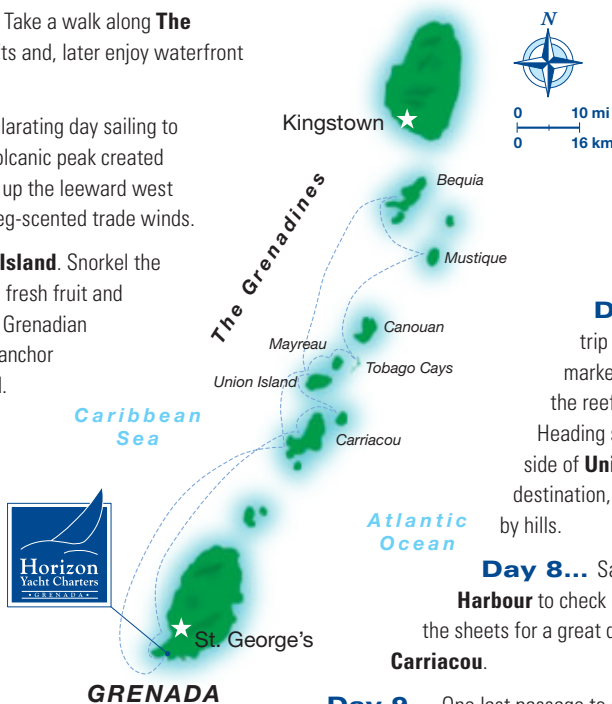 Take a walk along The
ts and, later enjoy waterfront
larating day sailing to
olcanic peak created
up the leeward west
eg-scented trade winds.
Island. Snorkel the
fresh fruit and
Grenadian
anchor
N
0 10 mi
0 16 km
Kingstown
The Grenadines
Bequia
Mustique
Canouan
Mayreau
Tobago Cays
Union Island
Carriacou
Caribbean
Sea
Atlantic
Ocean
Horizon
Yacht Charters
• GRENADA •
St. George's
GRENADA
trip
marke
the reef
Heading s
side of Uni
destination,
by hills.
Day 8... Sa
Harbour to check
the sheets for a great d
Carriacou.
Day 9... One last passage to